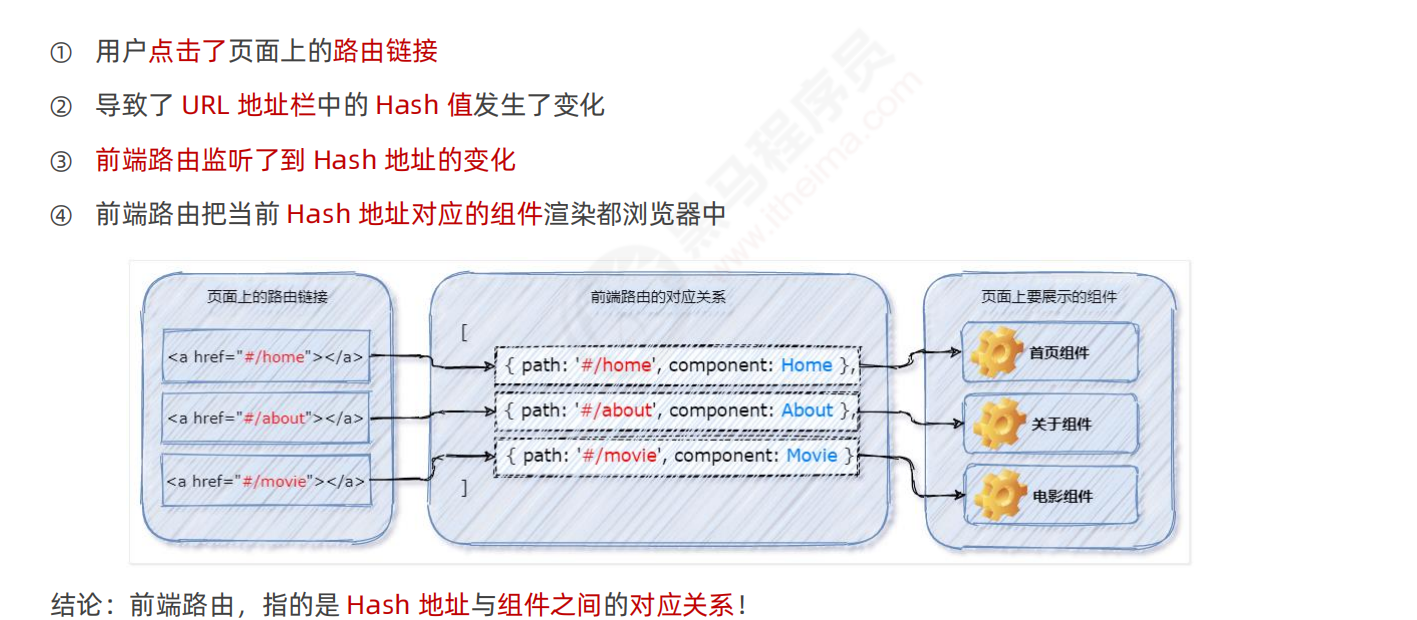 ① 用户点击了页面上的路由链接
② 导致了 URL 地址栏中的 Hash 值发生了变化
③ 前端路由监听了到 Hash 地址的变化
④ 前端路由把当前 Hash 地址对应的组件渲染都浏览器中
黑马程序员
www.itheima.com
页面上的路由链接
<a href="#/home"></a>
<a href="#/about"></a>
<a href="#/movie"></a>
前端路由的对应关系
[
{ path: '#/home', component: Home },
{ path: '#/about', component: About },
{ path: '#/movie', component: Movie }
]
页面上要展示的组件
首页组件
关于组件
电影组件
结论：前端路由，指的是 Hash 地址与组件之间的对应关系！